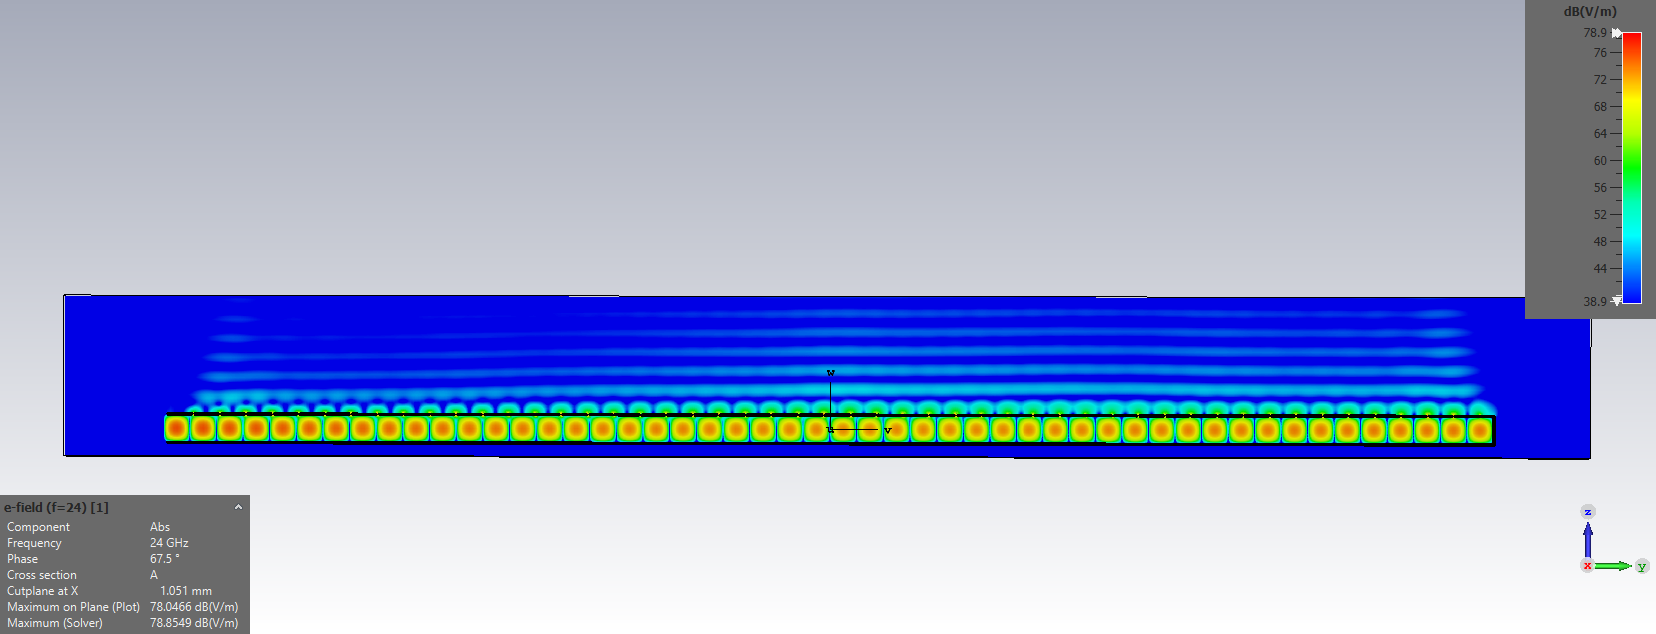 dB(V/m)
78.9
76
72
68
64
60
56
52
48
44
38.9
w
u v
e-field (f=24) [1]
Component Abs
Frequency 24 GHz
Phase 67.5 °
Cross section A
Cutplane at X 1.051 mm
Maximum on Plane (Plot) 78.0466 dB(V/m)
Maximum (Solver) 78.8549 dB(V/m)
z
x y